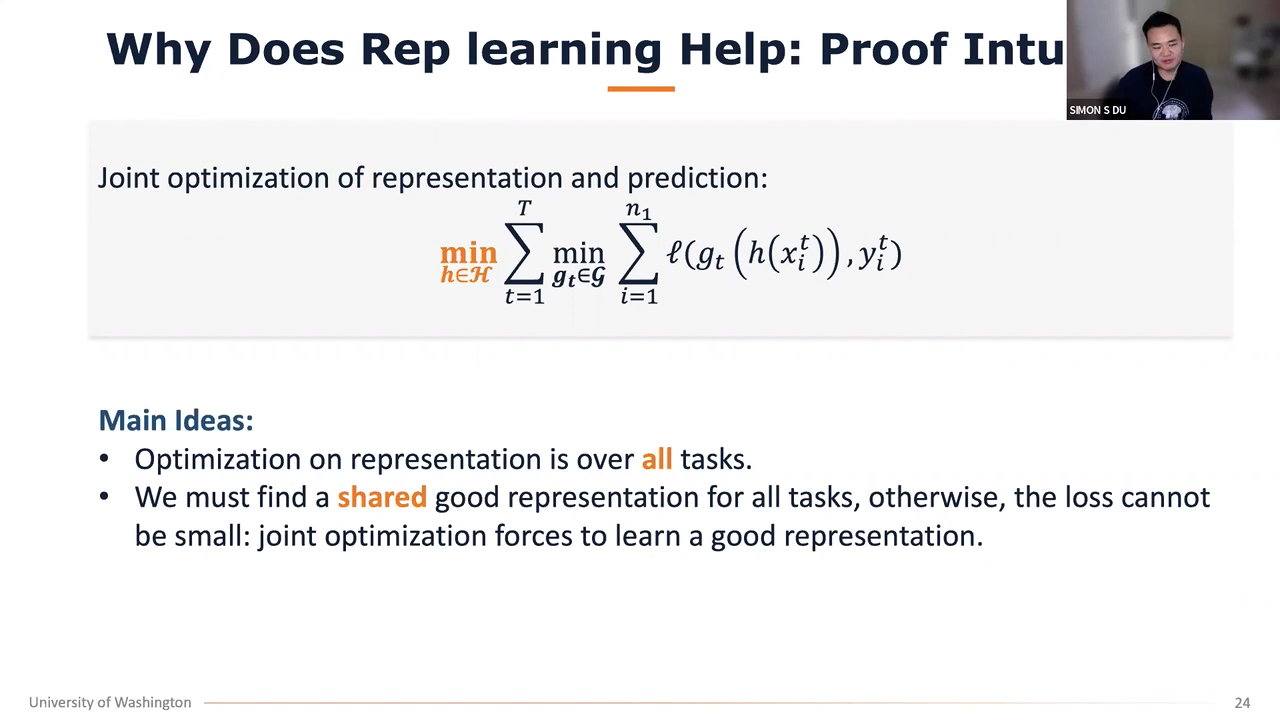 Why Does Rep learning Help: Proof Intu
SIMON S DU
Joint optimization of representation and prediction:
min_{h∈ℋ} ∑_{t=1}^{T} min_{g_t∈𝒢} ∑_{i=1}^{n_1} ℓ(g_t(h(x_i^t)), y_i^t)
Main Ideas:
• Optimization on representation is over all tasks.
• We must find a shared good representation for all tasks, otherwise, the loss cannot
be small: joint optimization forces to learn a good representation.
University of Washington
24